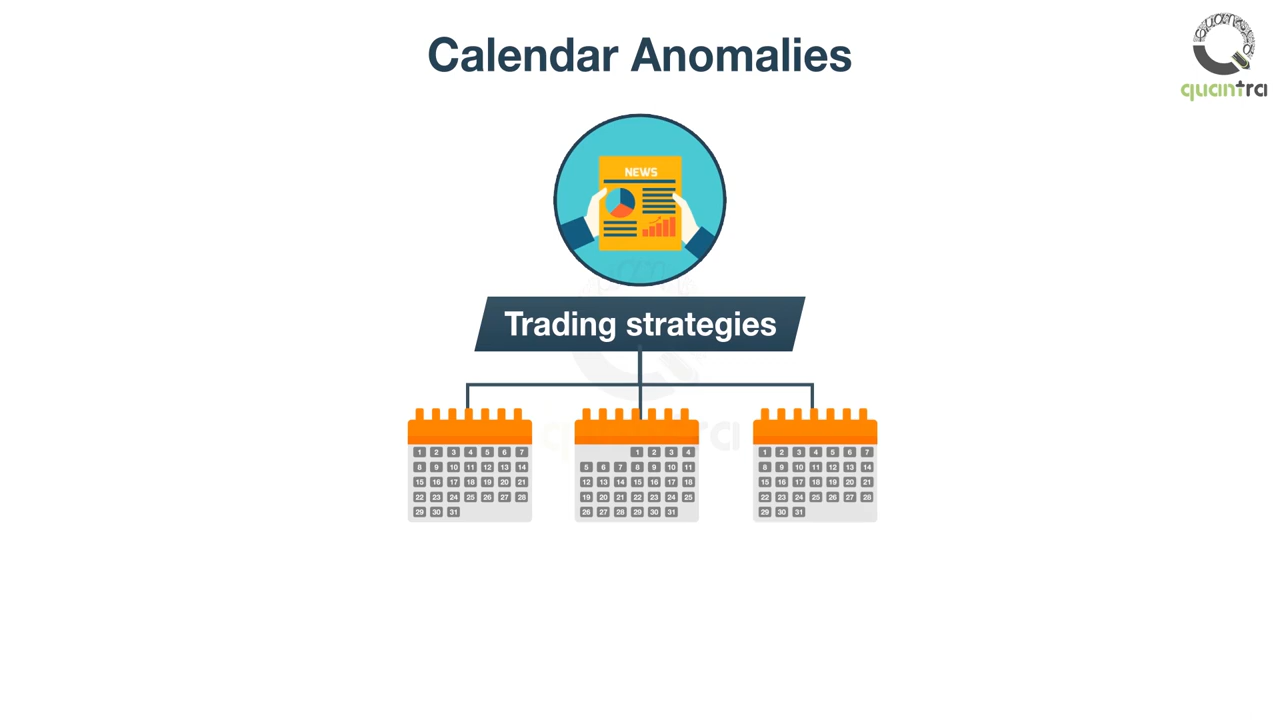 Calendar Anomalies
quantra
NEWS
Trading strategies
1 2 3 4 5 6 7
8 9 10 11 12 13 14
15 16 17 18 19 20 21
22 23 24 25 26 27 28
29 30 31
1 2 3 4
5 6 7 8 9 10 11
12 13 14 15 16 17 18
19 20 21 22 23 24 25
26 27 28 29 30 31
1 2 3 4 5 6 7
8 9 10 11 12 13 14
15 16 17 18 19 20 21
22 23 24 25 26 27 28
29 30 31